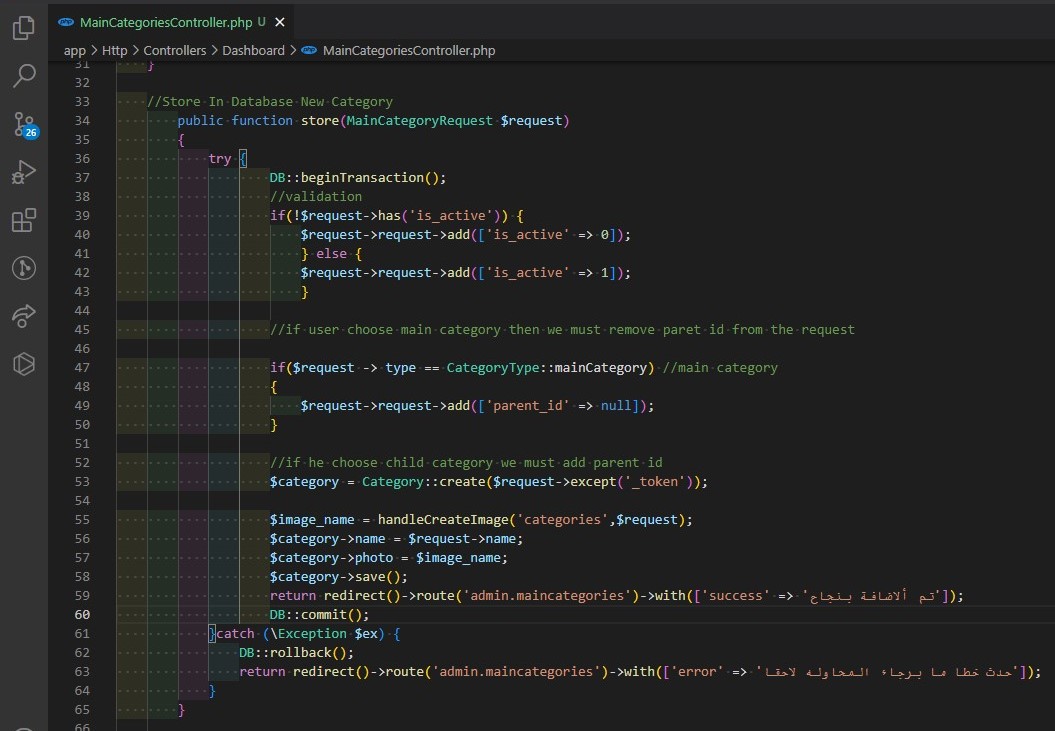 MainCategoriesController.php U ×
app > Http > Controllers > Dashboard > MainCategoriesController.php
31 }
32
33 //Store In Database New Category
34 public function store(MainCategoryRequest $request)
35 {
36 try {
37 DB::beginTransaction();
38 //validation
39 if(!$request->has('is_active')) {
40 $request->request->add(['is_active' => 0]);
41 } else {
42 $request->request->add(['is_active' => 1]);
43 }
44
45 //if user choose main category then we must remove paret id from the request
46
47 if($request -> type == CategoryType::mainCategory) //main category
48 {
49 $request->request->add(['parent_id' => null]);
50 }
51
52 //if he choose child category we must add parent id
53 $category = Category::create($request->except('_token'));
54
55 $image_name = handleCreateImage('categories',$request);
56 $category->name = $request->name;
57 $category->photo = $image_name;
58 $category->save();
59 return redirect()->route('admin.maincategories')->with(['success' => 'تم ألاضافة بنجاح']);
60 DB::commit();
61 }catch (\Exception $ex) {
62 DB::rollback();
63 return redirect()->route('admin.maincategories')->with(['error' => 'حدث خطا ما برجاء المحاوله لاحقا']);
64 }
65 }
66
26